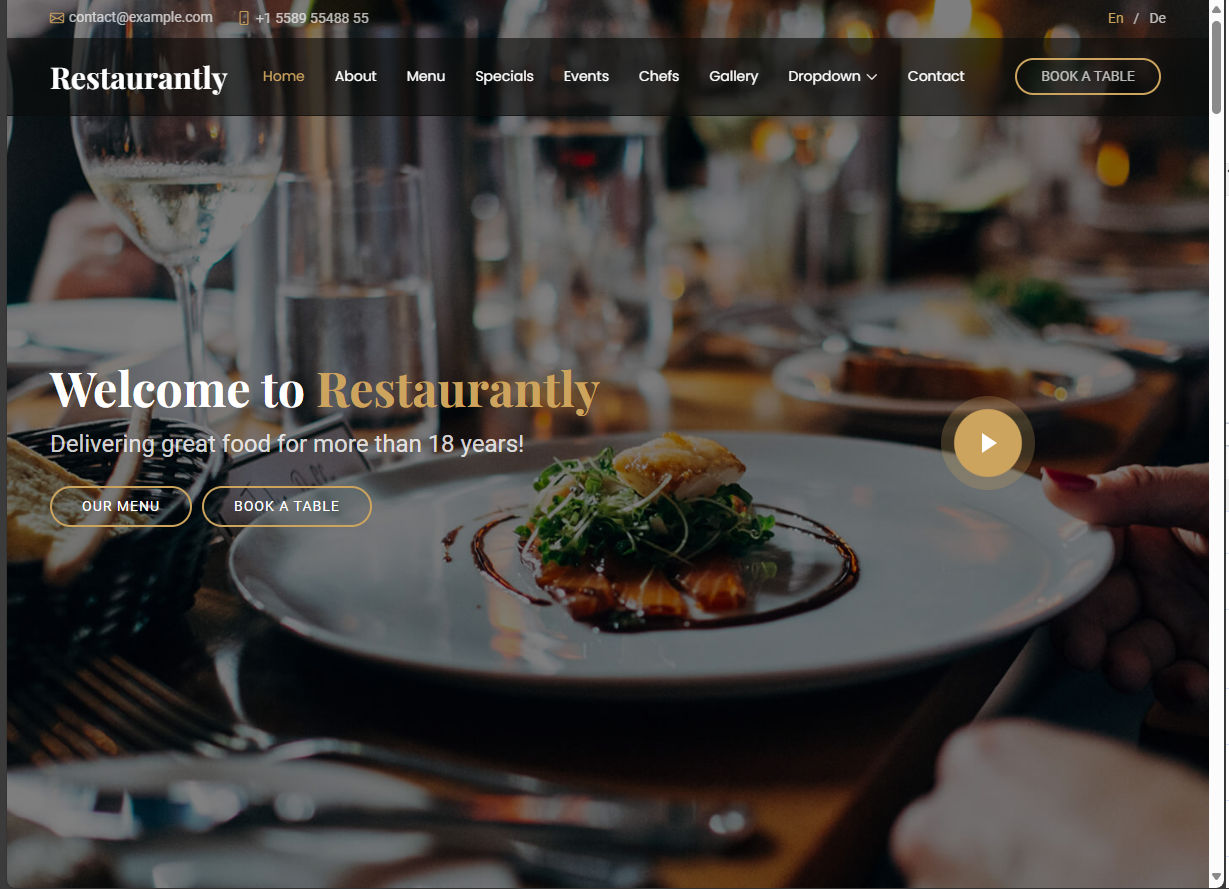 contact@example.com +1 5589 55488 55 En / De
Restaurantly Home About Menu Specials Events Chefs Gallery Dropdown Contact BOOK A TABLE
Welcome to Restaurantly
Delivering great food for more than 18 years!
OUR MENU BOOK A TABLE